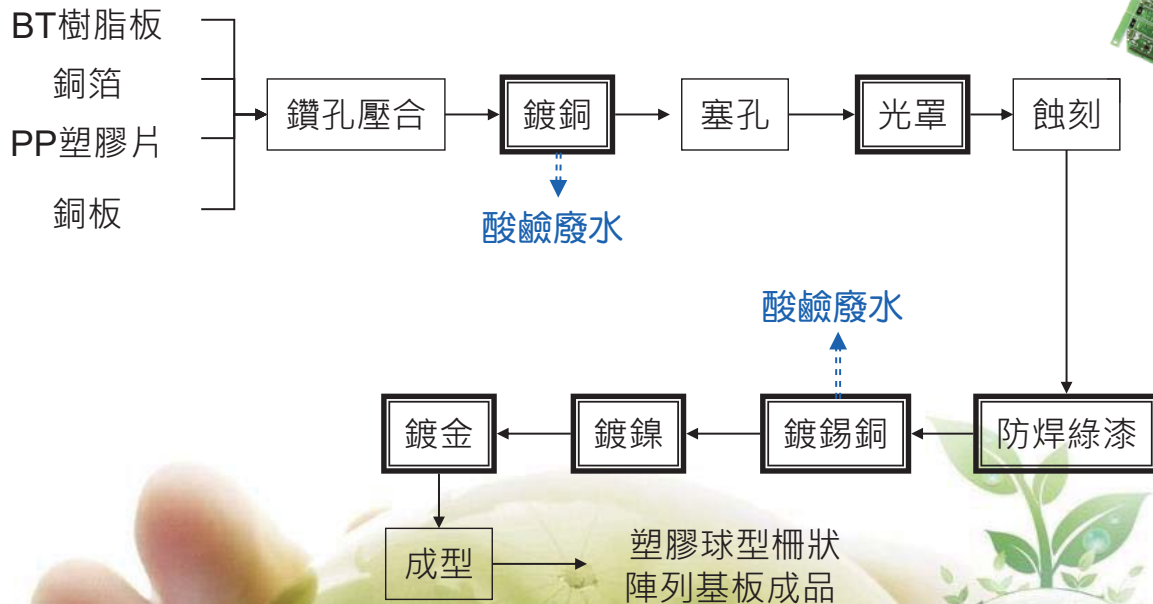 BT樹脂板
銅箔
PP塑膠片
銅板
鑽孔壓合
鍍銅
塞孔
光罩
蝕刻
酸鹼廢水
酸鹼廢水
鍍金
鍍鎳
鍍錫銅
防焊綠漆
成型
塑膠球型柵狀
陣列基板成品